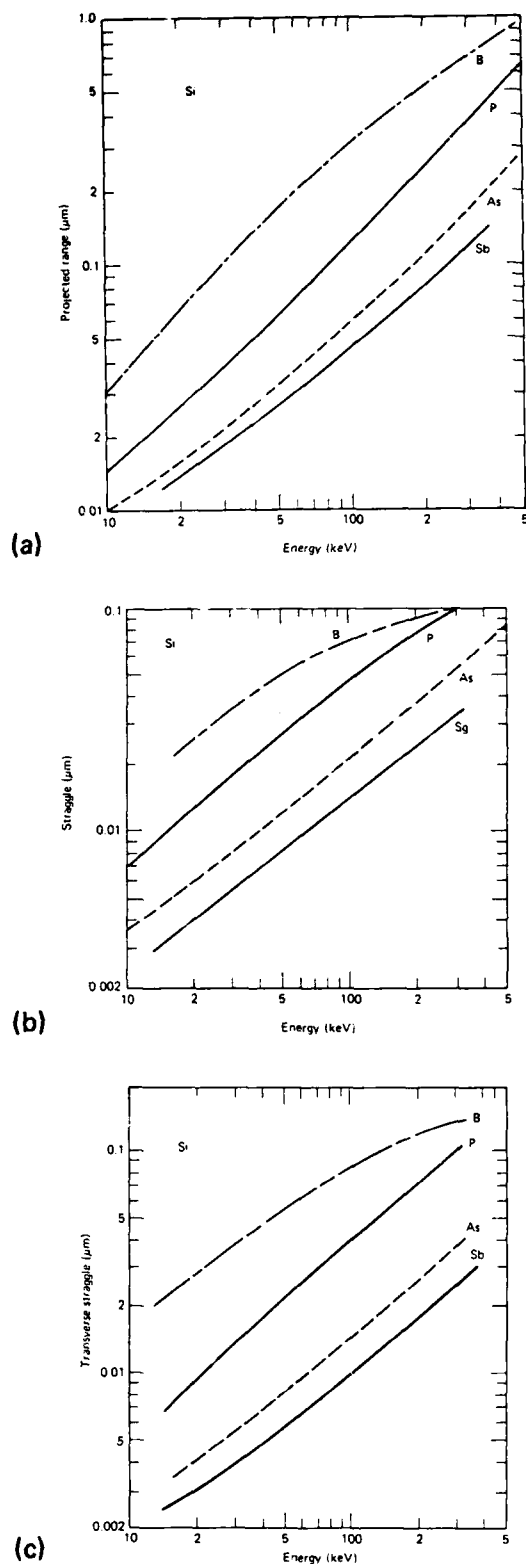 1.0
5
2
0.1
5
2
0.01
Projected range (μm)
Si
B
P
As
Sb
10 2 5 100 2 5
Energy (keV)
(a)
0.1
0.01
0.002
Straggle (μm)
Si
B
P
As
Sg
10 2 5 100 2 5
Energy (keV)
(b)
0.1
5
2
0.01
5
0.002
Transverse straggle (μm)
Si
B
P
As
Sb
10 2 5 100 2 5
Energy (keV)
(c)